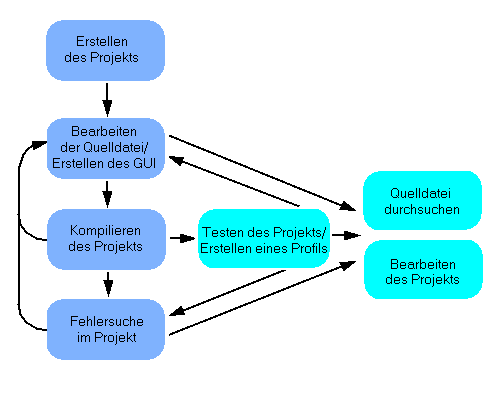 Erstellen
des Projekts
Bearbeiten
der Quelldatei/
Erstellen des GUI
Kompilieren
des Projekts
Testen des Projekts/
Erstellen eines Profils
Quelldatei
durchsuchen
Bearbeiten
des Projekts
Fehlersuche
im Projekt